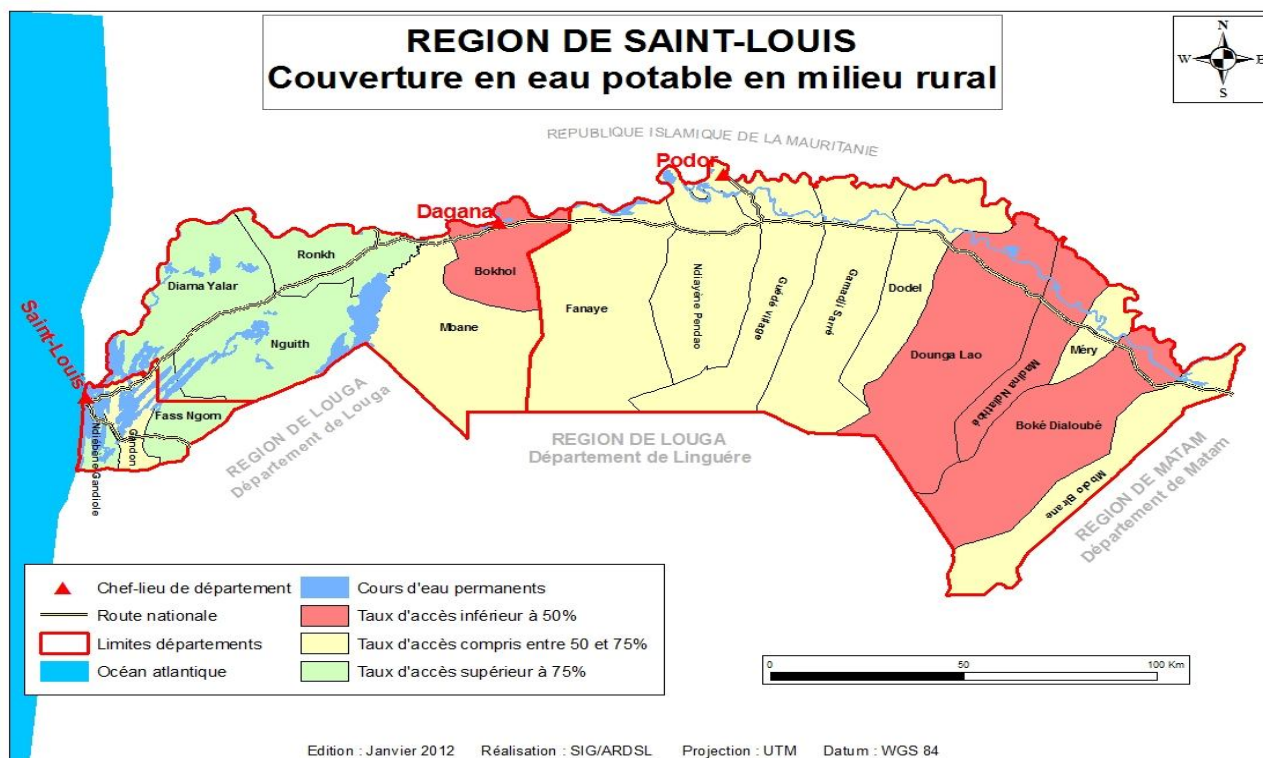 REGION DE SAINT-LOUIS
Couverture en eau potable en milieu rural
N
W
E
S
RÉPUBLIQUE ISLAMIQUE DE LA MAURITANIE
Podor
Dagana
Saint-Louis
Ronkh
Diama Yalar
Bokhol
Nguith
Mbane
Fanaye
Ndiayène Pendao
Guédé village
Gamadji Sarré
Dodel
Dounga Lao
Madina Ndiathbé
Méry
Boké Dialoubé
Mbolo Birane
Fass Ngom
Gandon
Ndiébène Gandiole
REGION DE LOUGA
Département de Louga
REGION DE LOUGA
Département de Linguére
REGION DE MATAM
Département de Matam
Chef-lieu de départment
Route nationale
Limites départements
Océan atlantique
Cours d'eau permanents
Taux d'accès inférieur à 50%
Taux d'accès compris entre 50 et 75%
Taux d'accès supérieur à 75%
0 50 100 Km
Edition : Janvier 2012 Réalisation : SIG/ARDSL Projection : UTM Datum : WGS 84